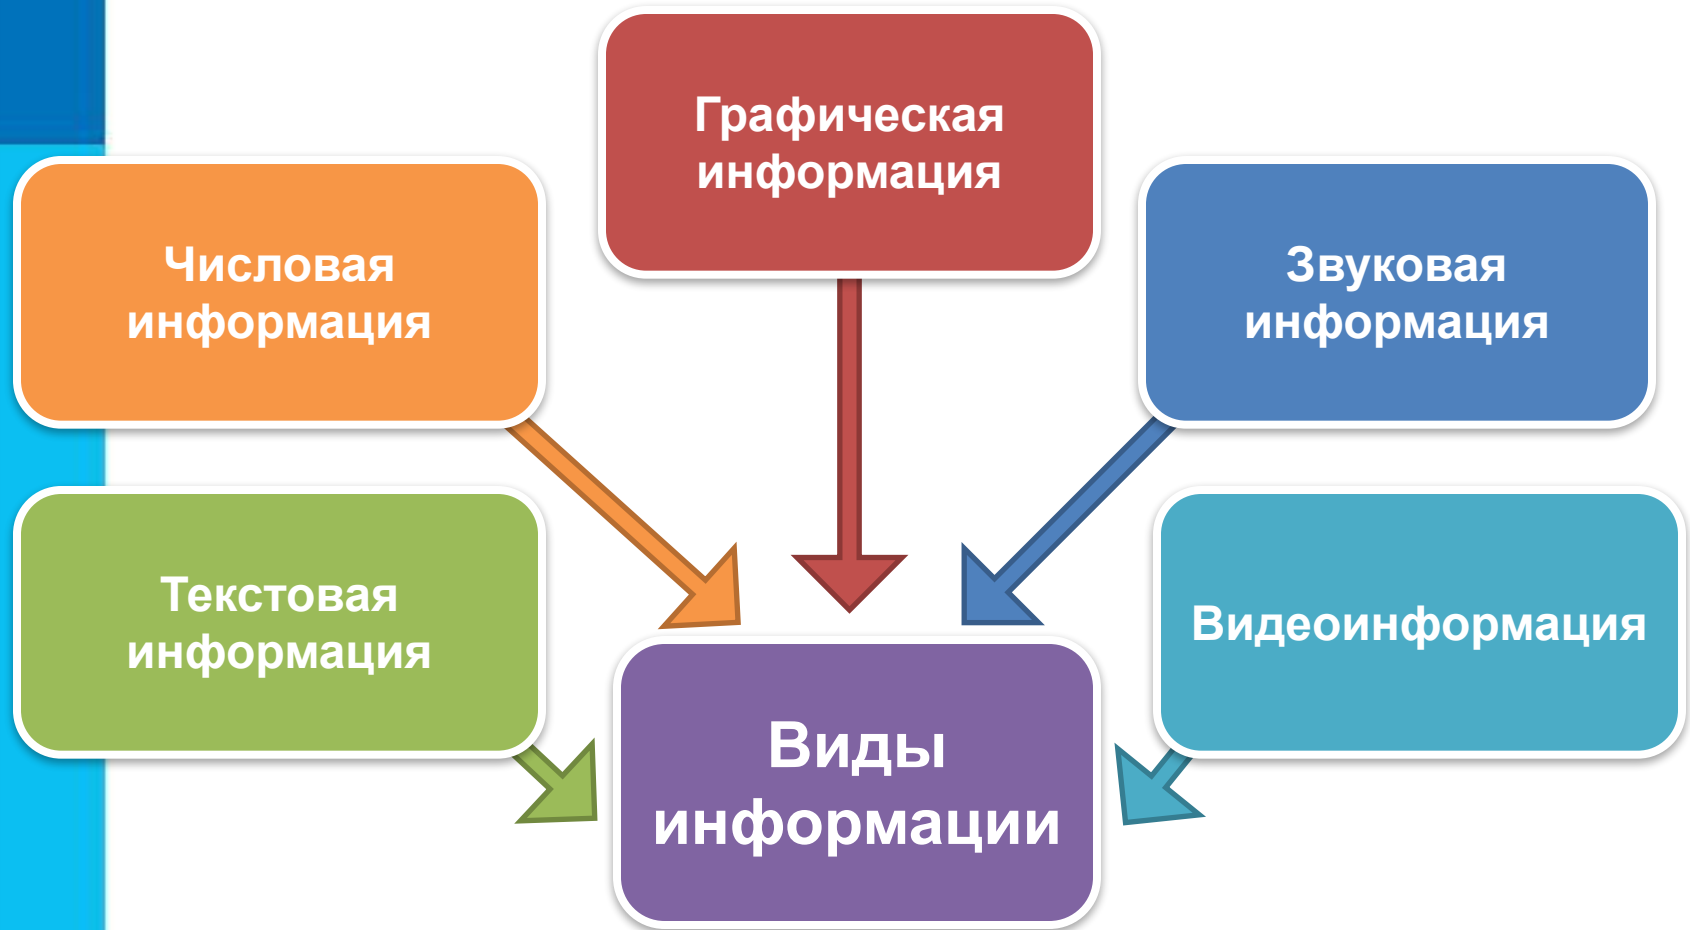 Графическая
информация
Числовая
информация
Звуковая
информация
Текстовая
информация
Видеоинформация
Виды
информации